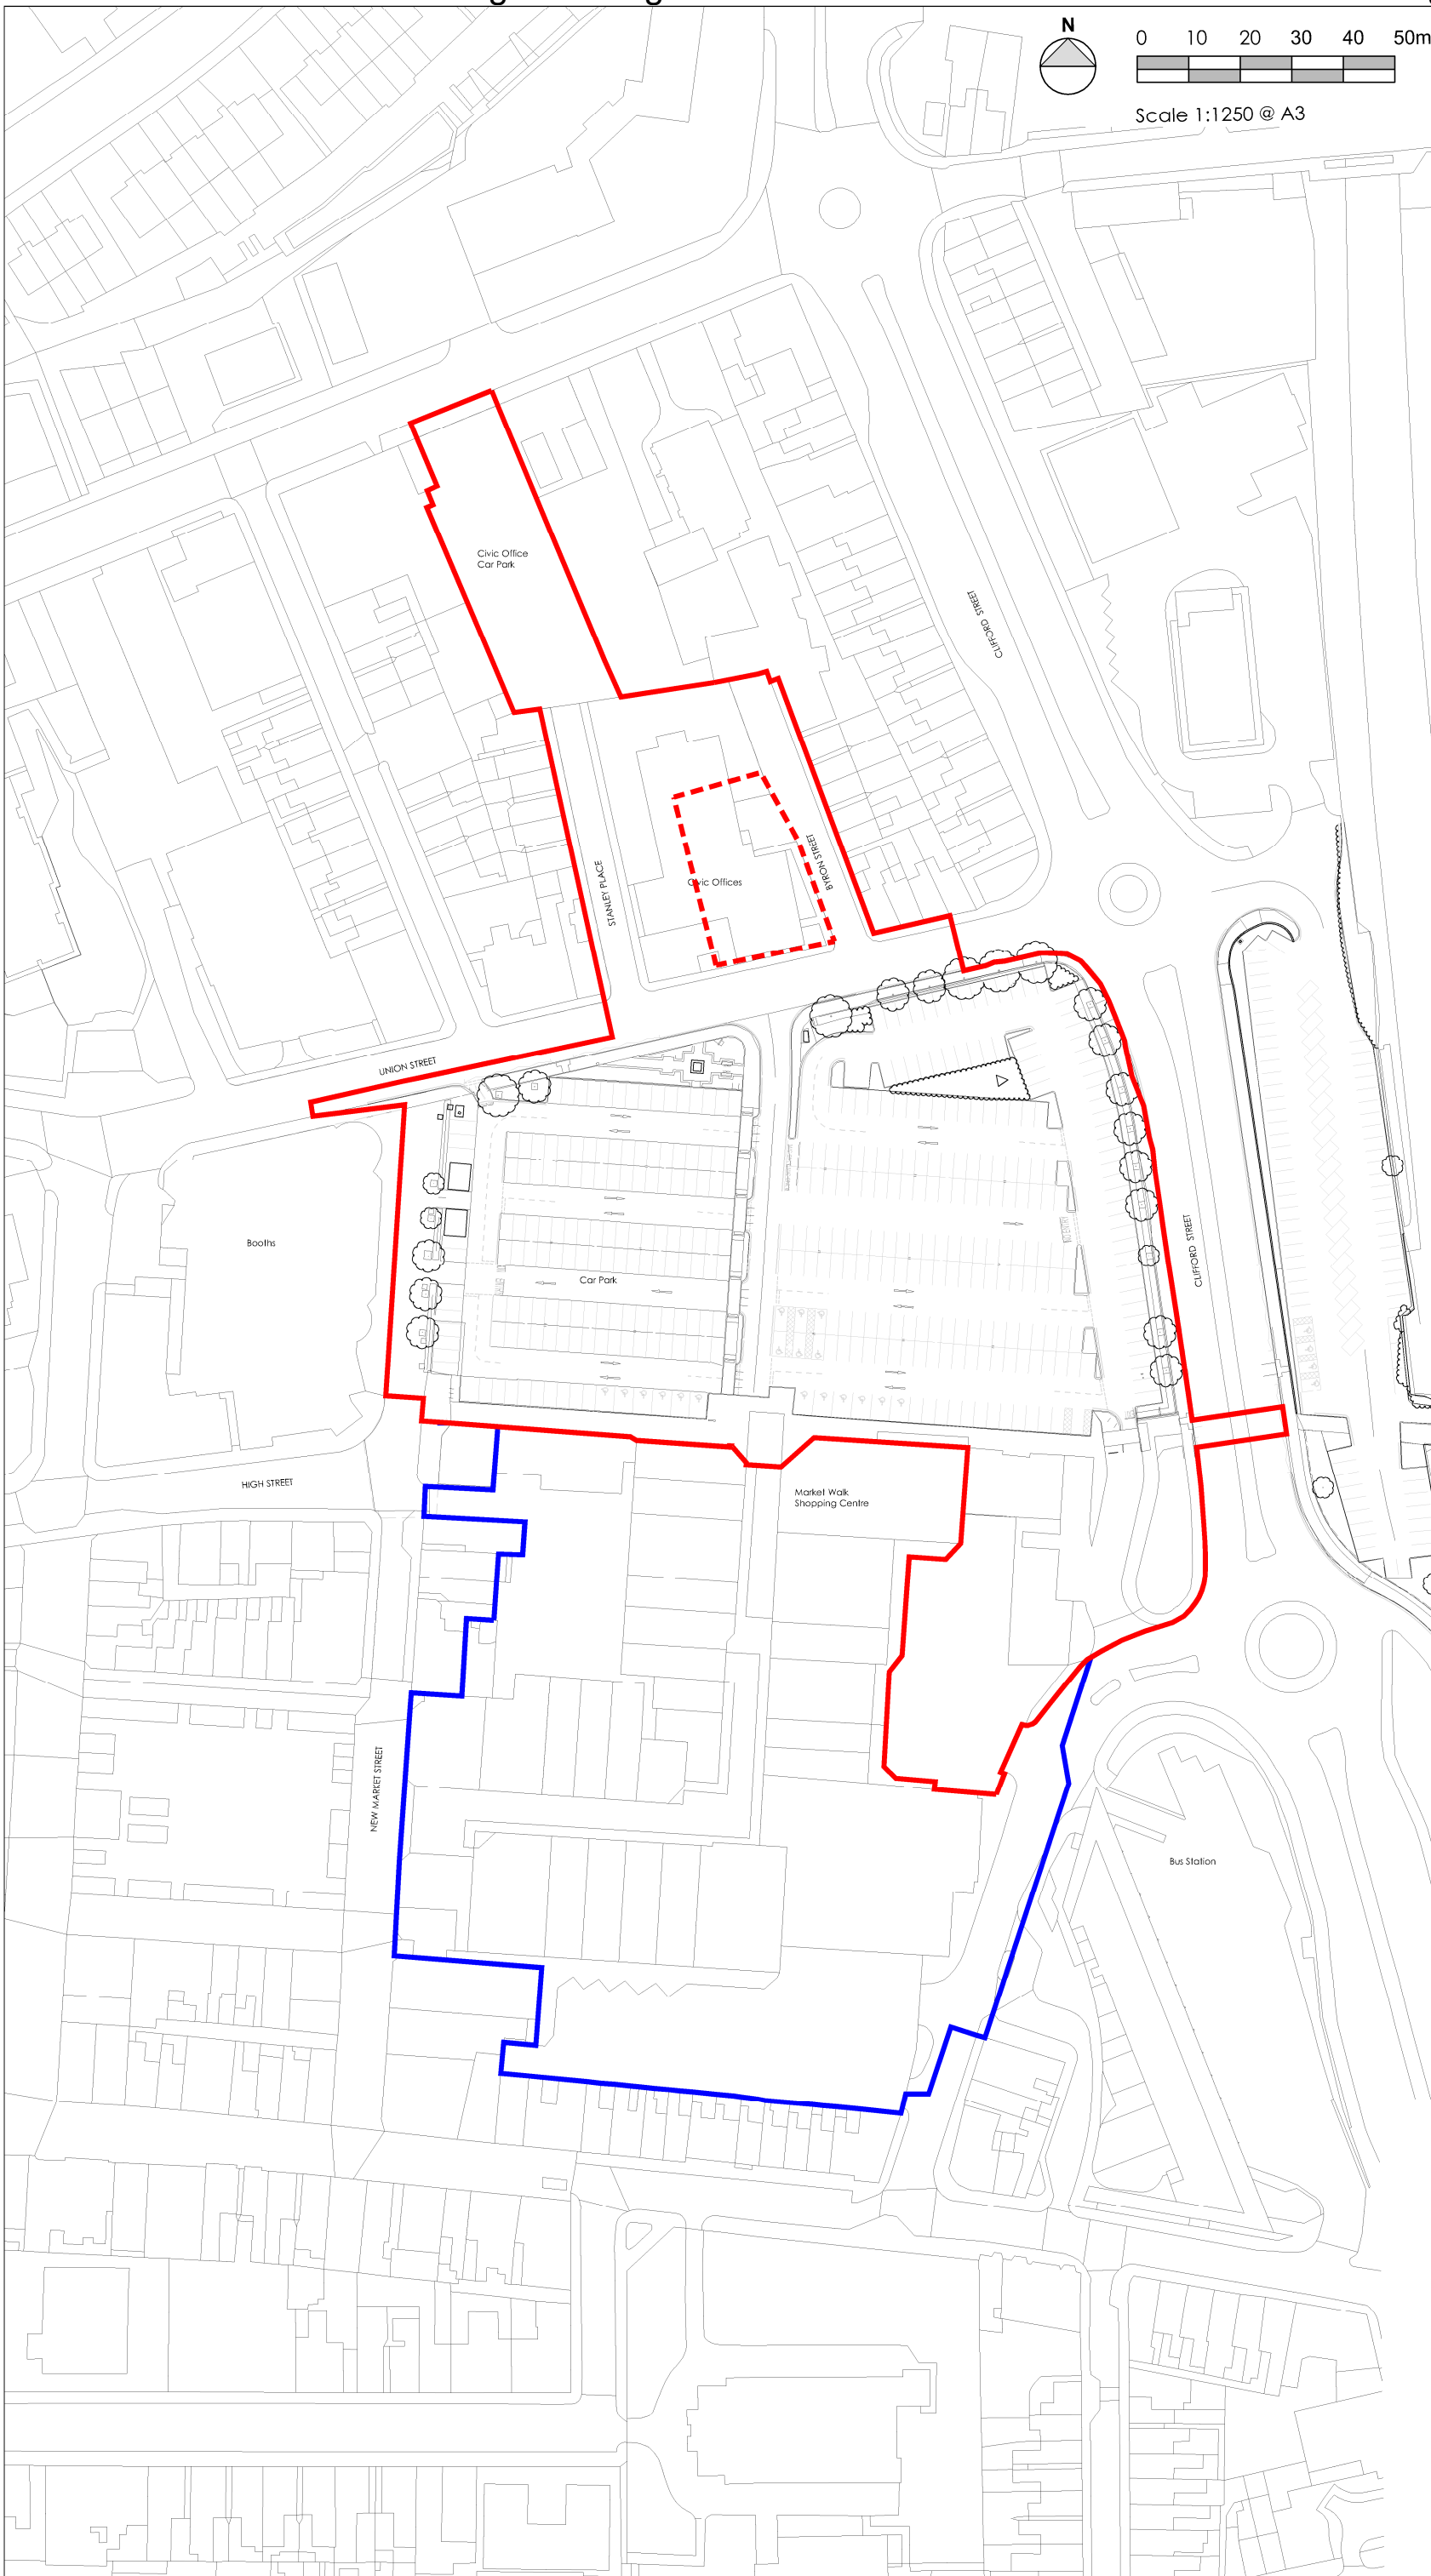 N
0 10 20 30 40 50m
Scale 1:1250 @ A3
Civic Office
Car Park
CLIFFORD STREET
BYRON STREET
Civic Offices
STANLEY PLACE
UNION STREET
Booths
Car Park
CLIFFORD STREET
HIGH STREET
Market Walk
Shopping Centre
NEW MARKET STREET
Bus Station